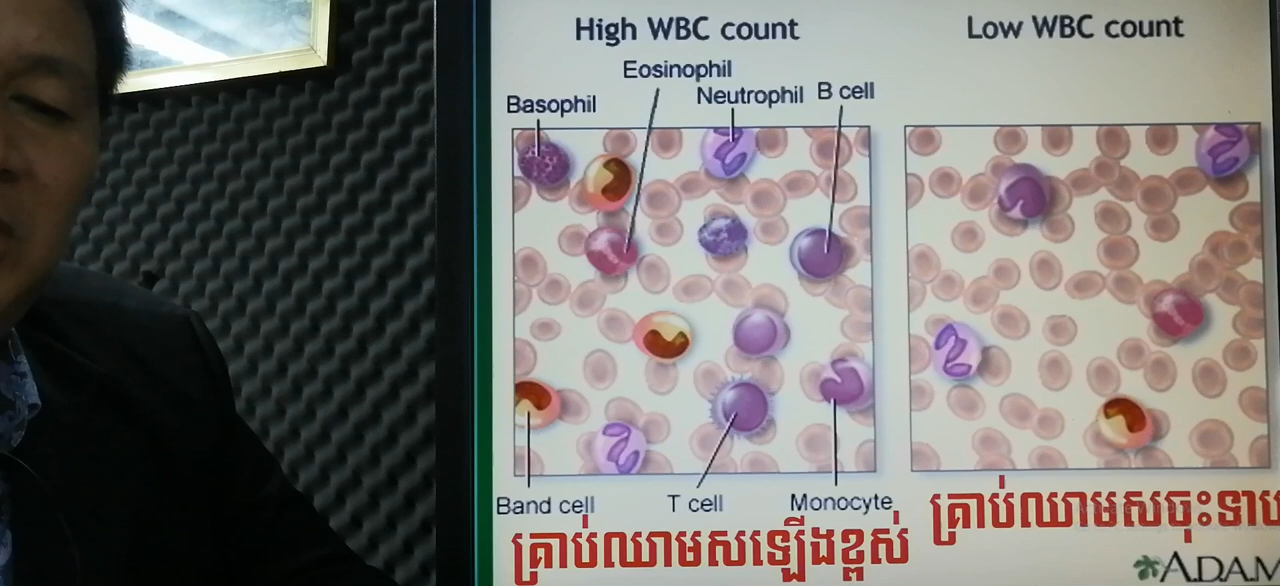 High WBC count
Low WBC count
Eosinophil
Basophil
Neutrophil
B cell
Band cell
T cell
Monocyte
គ្រាប់ឈាមសឡើងខ្ពស់
គ្រាប់ឈាមសចុះទាប
A.D.A.M